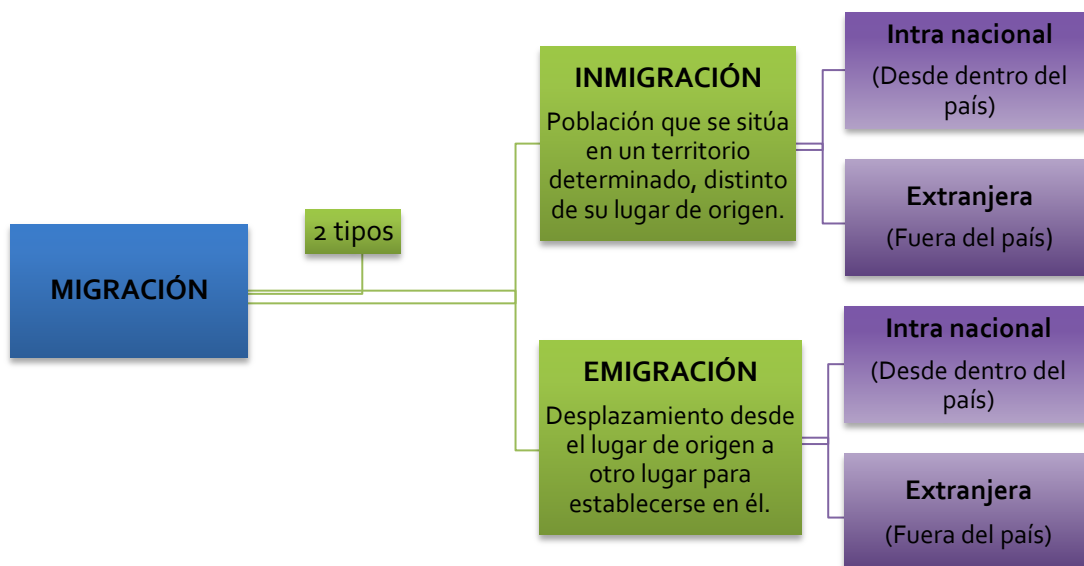 MIGRACIÓN
2 tipos
INMIGRACIÓN
Población que se sitúa
en un territorio
determinado, distinto
de su lugar de origen.
Intra nacional
(Desde dentro del
país)
Extranjera
(Fuera del país)
EMIGRACIÓN
Desplazamiento desde
el lugar de origen a
otro lugar para
establecerse en él.
Intra nacional
(Desde dentro del
país)
Extranjera
(Fuera del país)